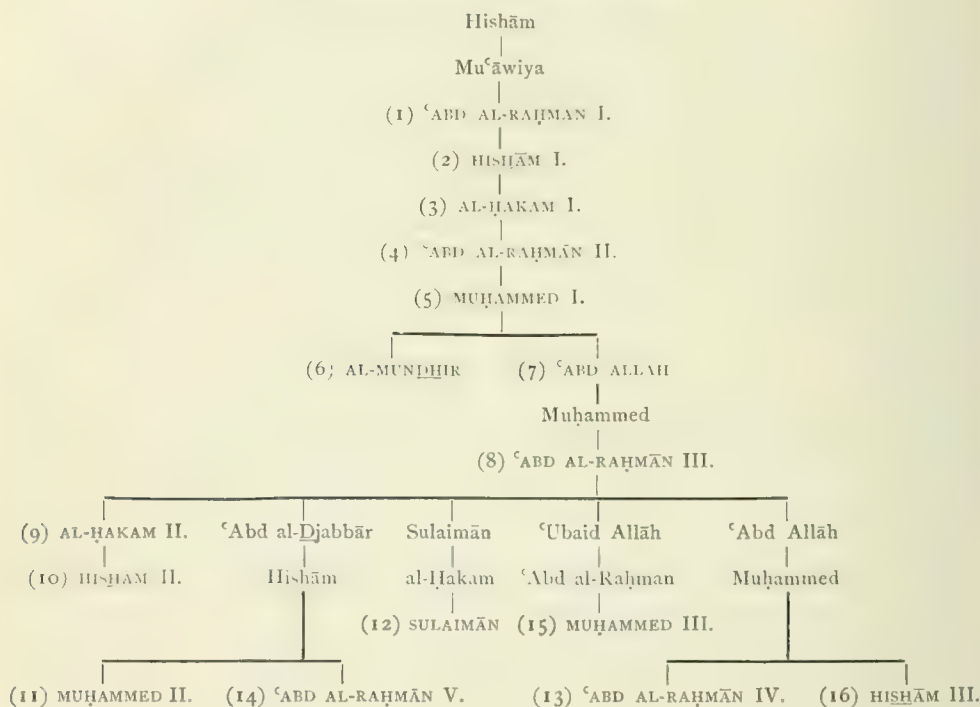 Hishām
Muʿāwiya
(1) ʿABD AL-RAḤMAN I.
(2) HISHĀM I.
(3) AL-ḤAKAM I.
(4) ʿABD AL-RAḤMĀN II.
(5) MUḤAMMED I.
(6; AL-MUNDHIR (7) ʿABD ALLAH
Muḥammed
(8) ʿABD AL-RAḤMĀN III.
(9) AL-ḤAKAM II. ʿAbd al-Djabbār Sulaimān ʿUbaid Allāh ʿAbd Allāh
(10) HISHAM II. Hishām al-Ḥakam ʿAbd al-Raḥman Muḥammed
(12) SULAIMĀN (15) MUḤAMMED III.
(11) MUḤAMMED II. (14) ʿABD AL-RAḤMĀN V. (13) ʿABD AL-RAḤMĀN IV. (16) HISHĀM III.